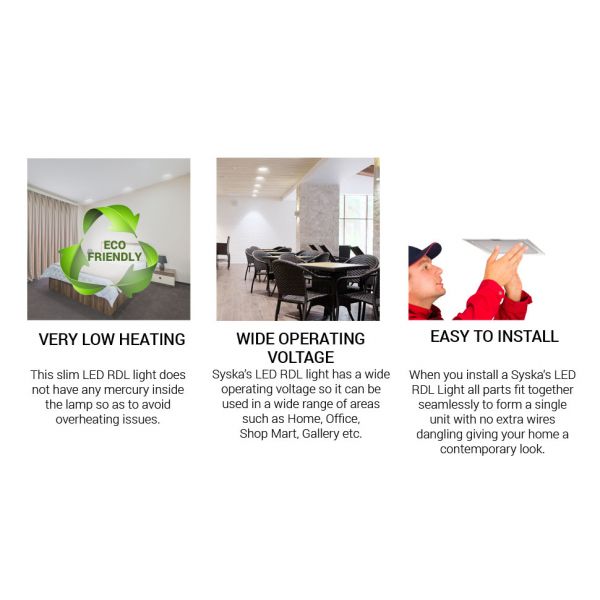 ECO
FRIENDLY
VERY LOW HEATING
This slim LED RDL light does
not have any mercury inside
the lamp so as to avoid
overheating issues.
WIDE OPERATING
VOLTAGE
Syska's LED RDL light has a wide
operating voltage so it can be
used in a wide range of areas
such as Home, Office,
Shop Mart, Gallery etc.
EASY TO INSTALL
When you install a Syska's LED
RDL Light all parts fit together
seamlessly to form a single
unit with no extra wires
dangling giving your home a
contemporary look.